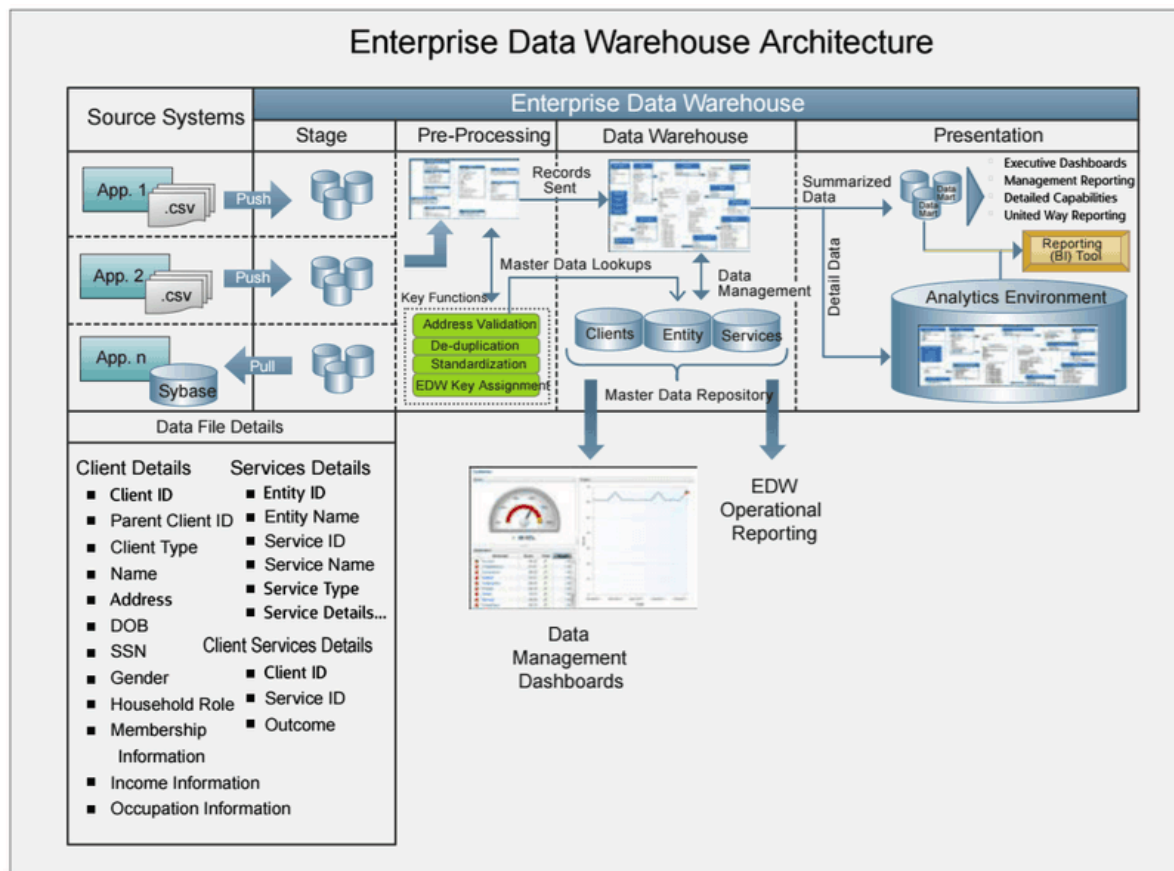 Enterprise Data Warehouse Architecture
Source Systems
Enterprise Data Warehouse
Stage
Pre-Processing
Data Warehouse
Presentation
App. 1
.CSV
Push
App. 2
.CSV
Push
App. n
Sybase
Pull
Records
Sent
Master Data Lookups
Key Functions
Address Validation
De-duplication
Standardization
EDW Key Assignment
Data
Management
Clients
Entity
Services
Master Data Repository
Summarized
Data
Detail Data
Data
Mart
Data
Mart
Executive Dashboards
Management Reporting
Detailed Capabilities
United Way Reporting
Reporting
(BI) Tool
Analytics Environment
Data File Details
Client Details
■ Client ID
■ Parent Client ID
■ Client Type
■ Name
■ Address
■ DOB
■ SSN
■ Gender
■ Household Role
■ Membership
Information
■ Income Information
■ Occupation Information
Services Details
■ Entity ID
■ Entity Name
■ Service ID
■ Service Name
■ Service Type
■ Service Details...
Client Services Details
■ Client ID
■ Service ID
■ Outcome
Data
Management
Dashboards
EDW
Operational
Reporting